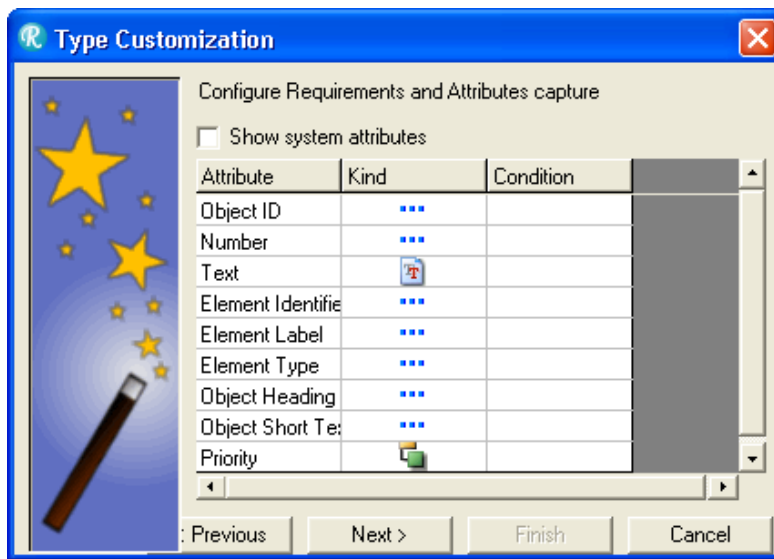 Type Customization
Configure Requirements and Attributes capture
Show system attributes
Attribute Kind Condition
Object ID
Number
Text
Element Identifie
Element Label
Element Type
Object Heading
Object Short Te
Priority
: Previous Next > Finish Cancel